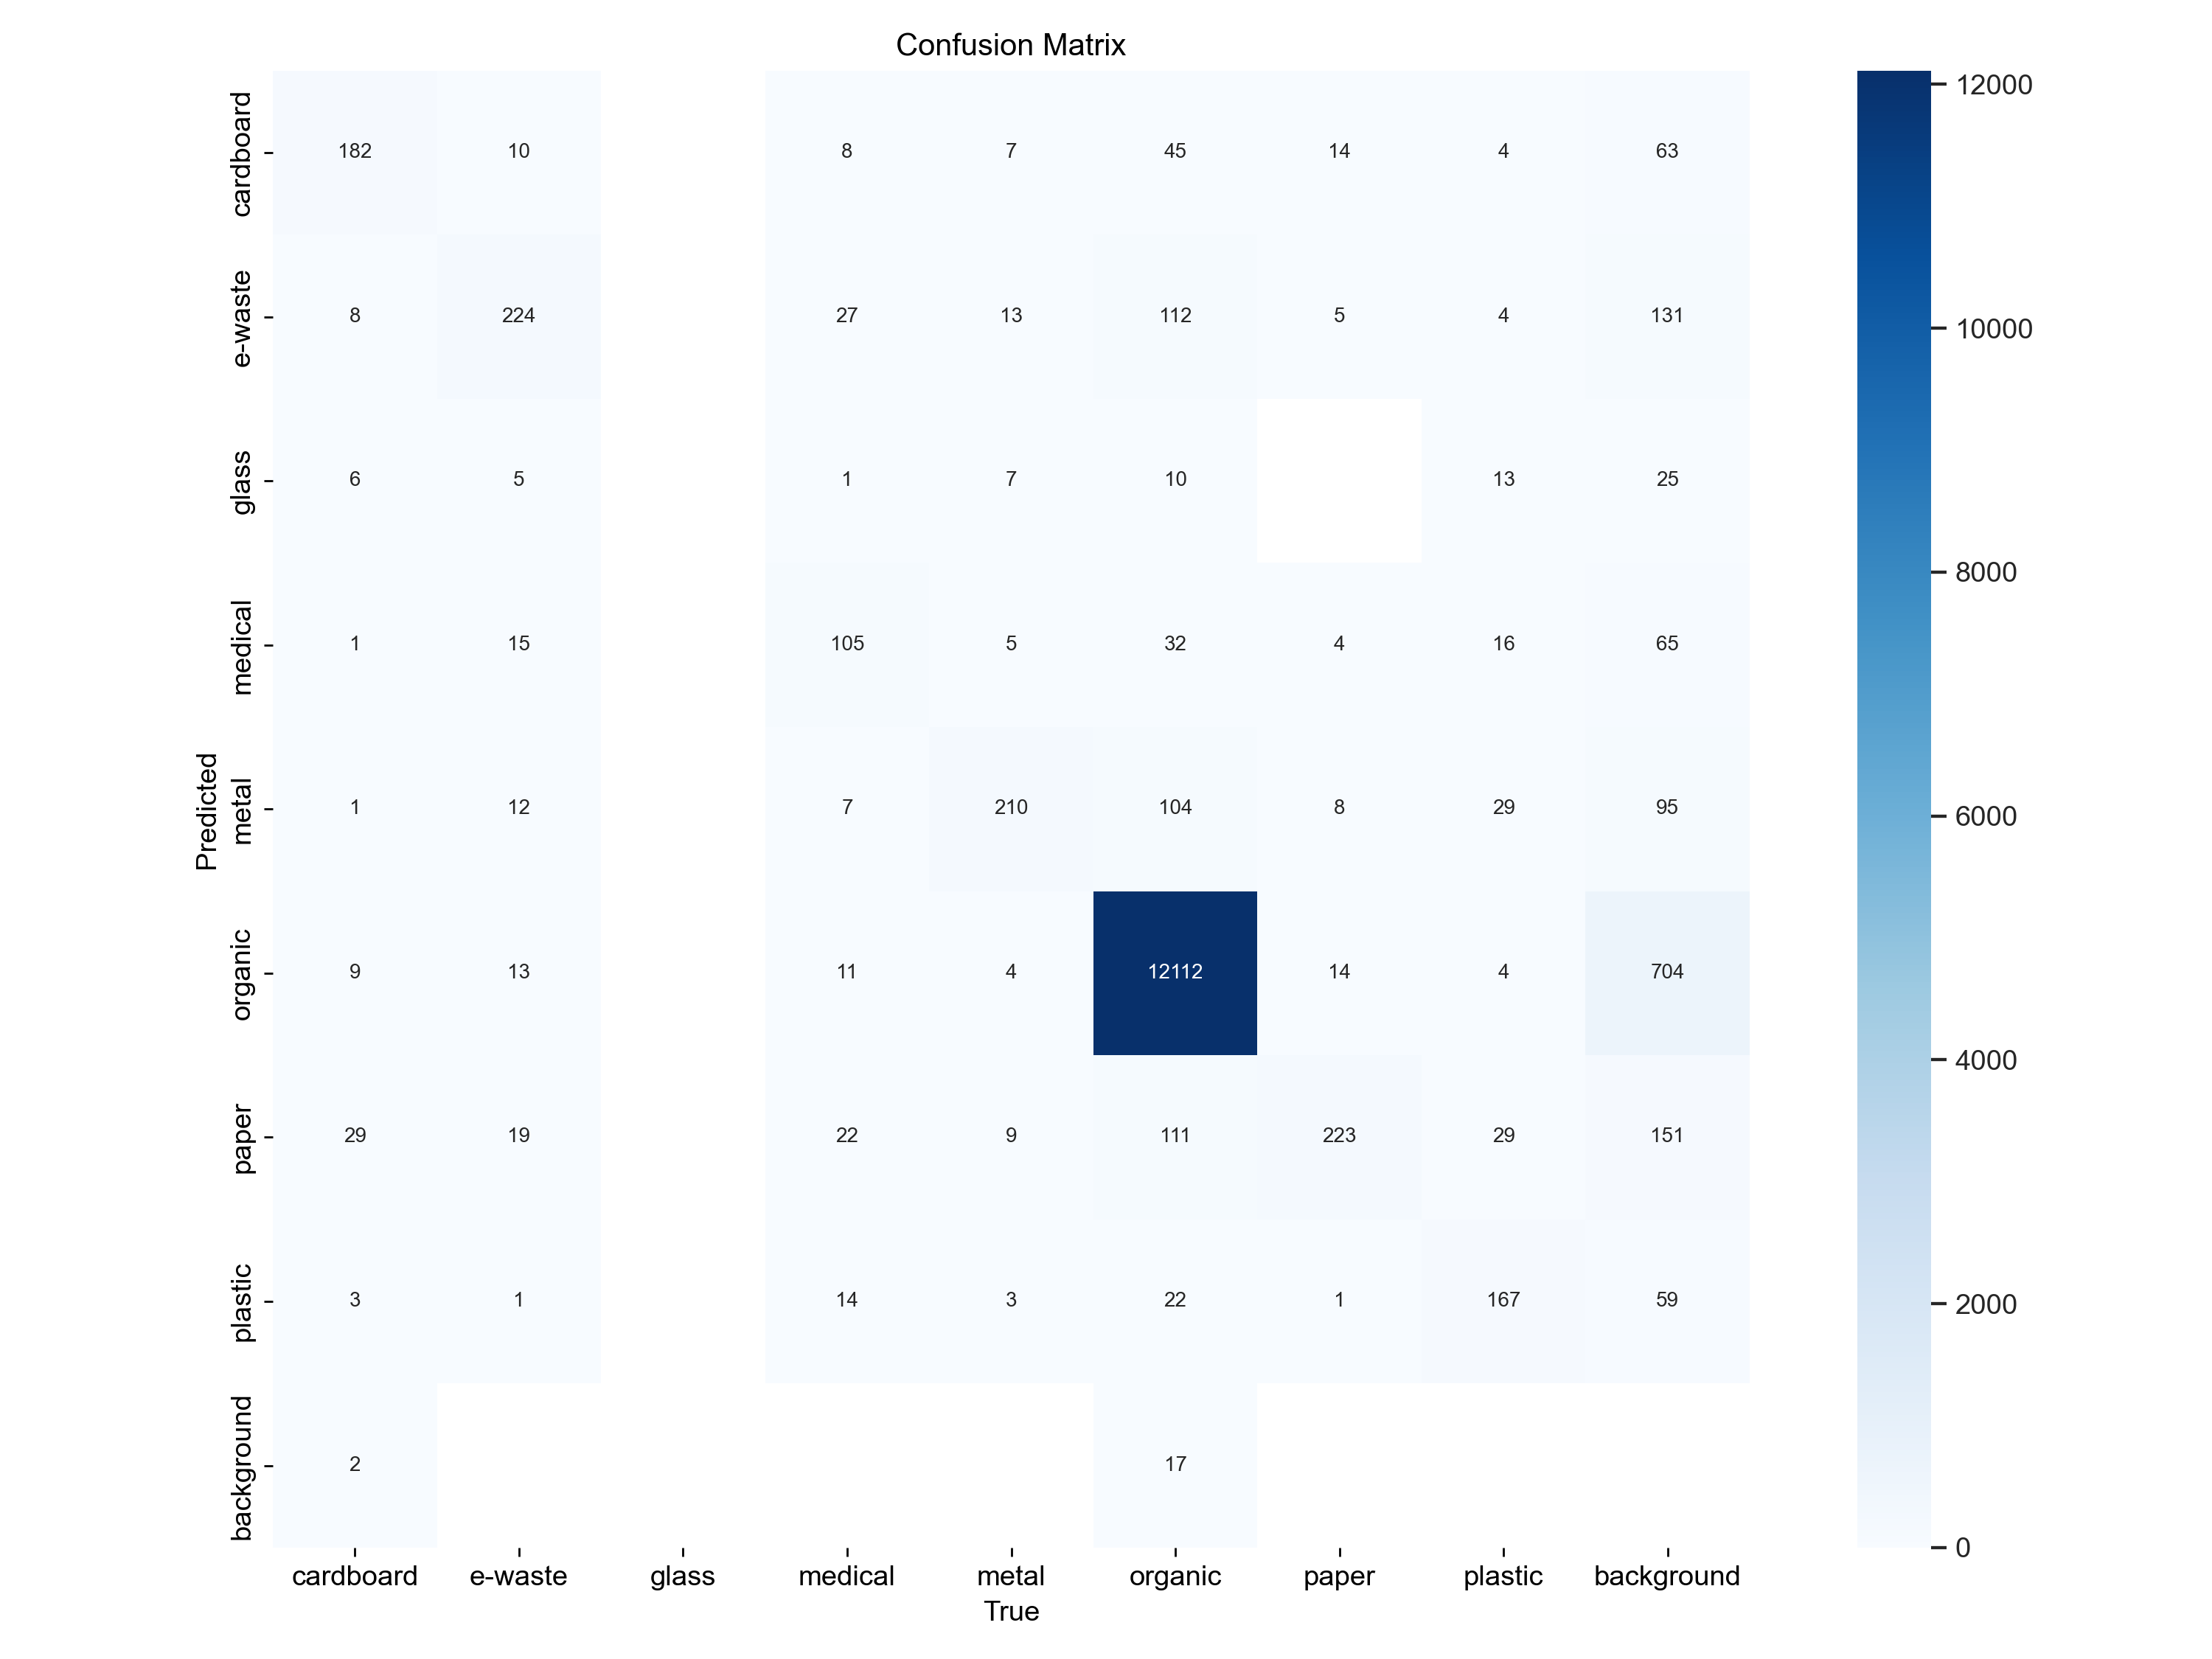 Confusion Matrix
cardboard 182 10 8 7 45 14 4 63
e-waste 8 224 27 13 112 5 4 131
glass 6 5 1 7 10 13 25
medical 1 15 105 5 32 4 16 65
metal 1 12 7 210 104 8 29 95
organic 9 13 11 4 12112 14 4 704
paper 29 19 22 9 111 223 29 151
plastic 3 1 14 3 22 1 167 59
background 2 17
Predicted
cardboard e-waste glass medical metal organic paper plastic background
True
12000
10000
8000
6000
4000
2000
0